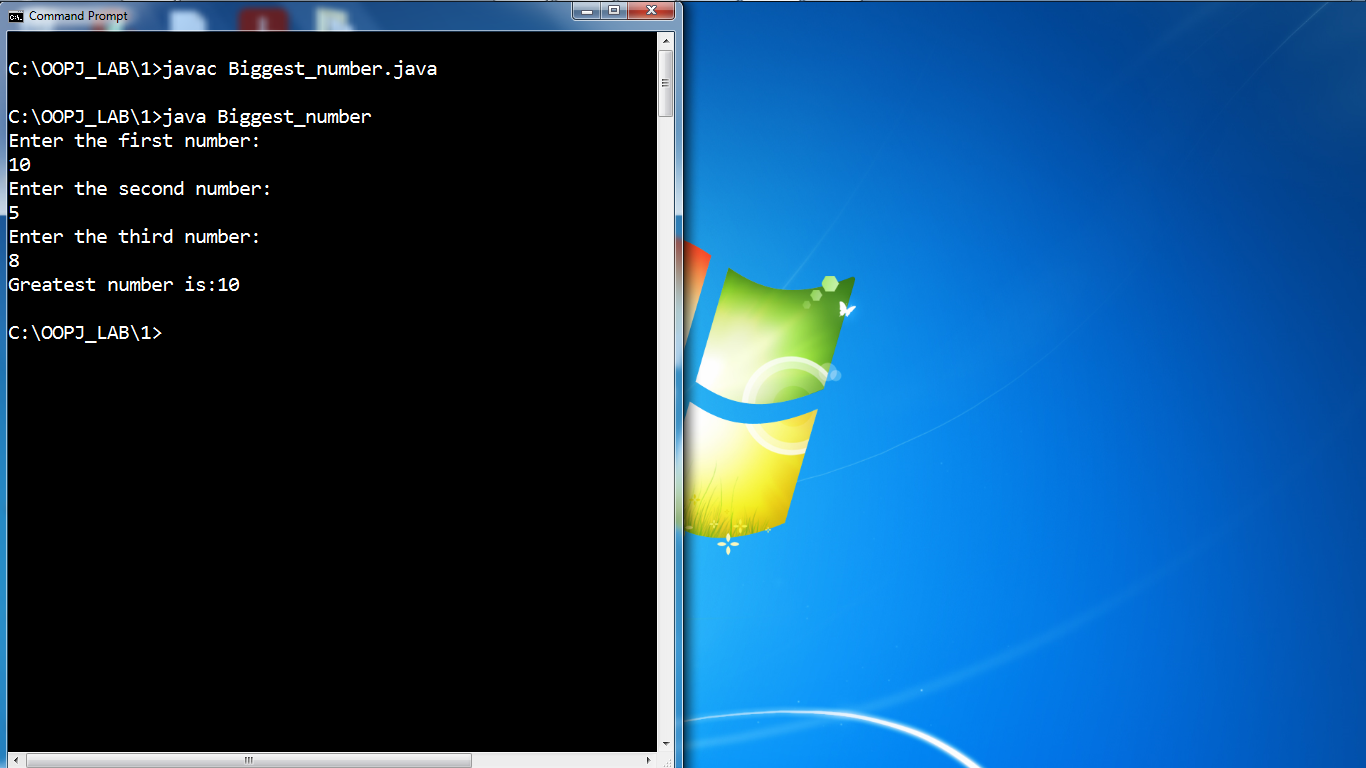 Command Prompt
C:\OOPJ_LAB\1>javac Biggest_number.java
C:\OOPJ_LAB\1>java Biggest_number
Enter the first number:
10
Enter the second number:
5
Enter the third number:
8
Greatest number is:10
C:\OOPJ_LAB\1>